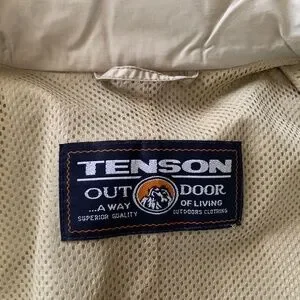 TENSON
OUT DOOR
...A WAY OF LIVING
SUPERIOR QUALITY OUTDOORS CLOTHING